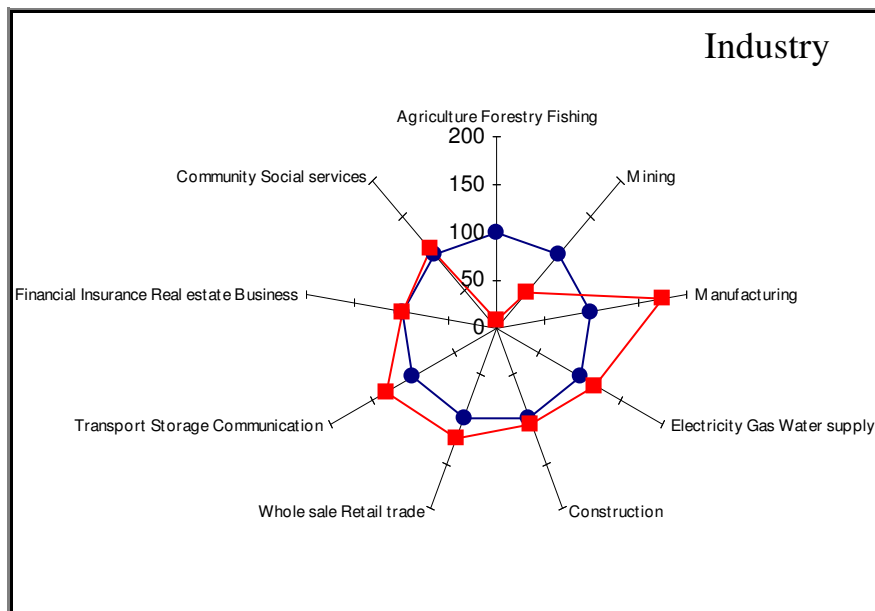 Industry
Agriculture Forestry Fishing
200
150
100
50
0
Community Social services
Mining
Financial Insurance Real estate Business
Manufacturing
Transport Storage Communication
Electricity Gas Water supply
Whole sale Retail trade
Construction